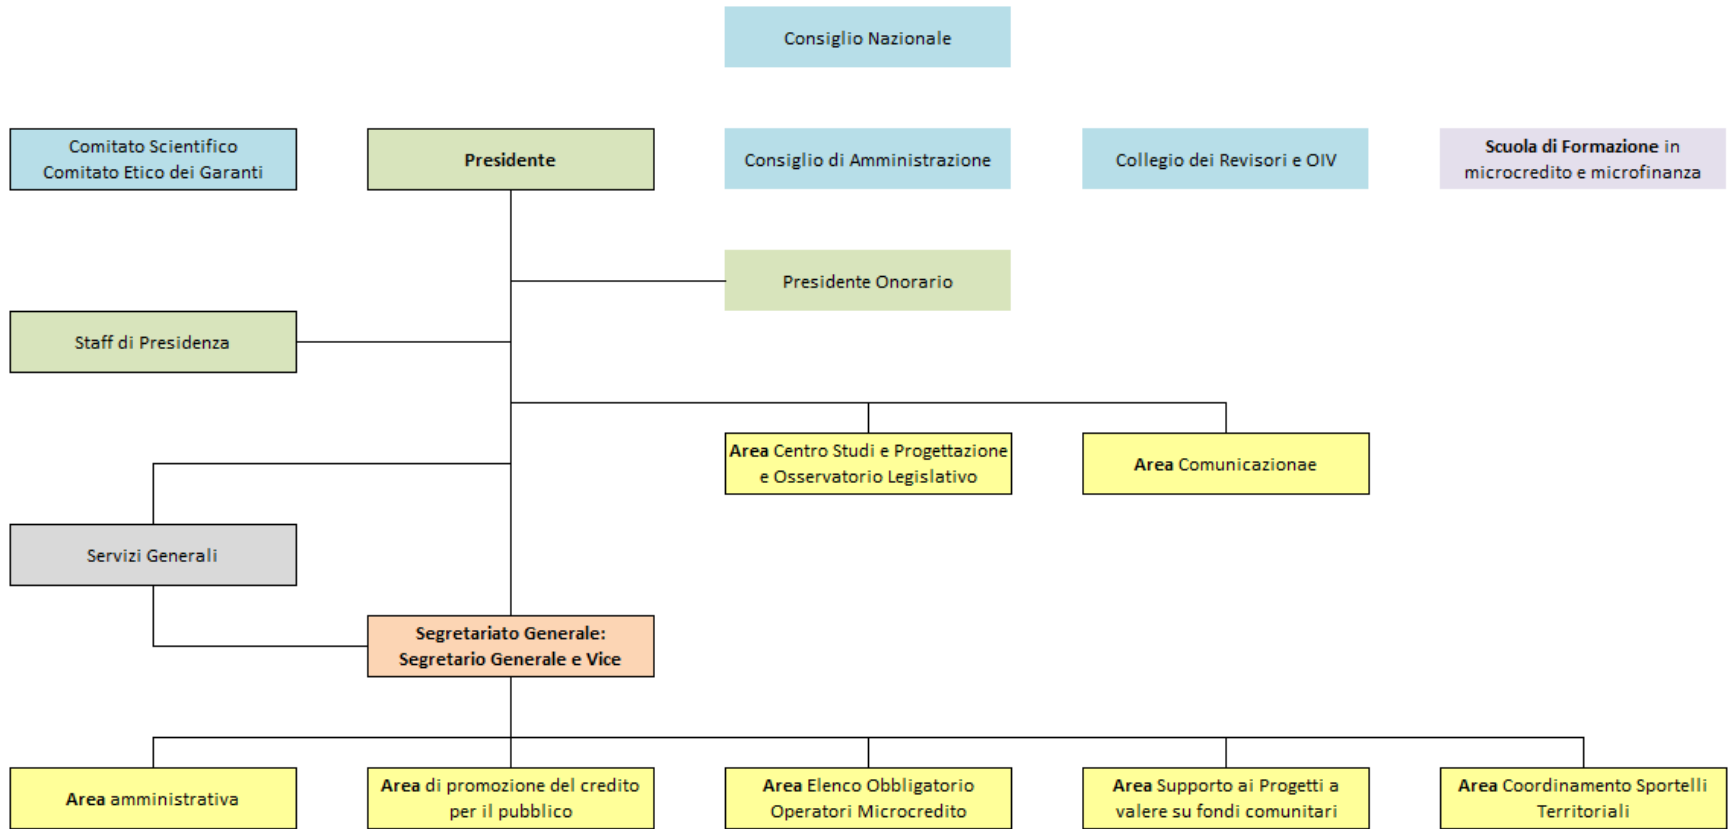 Consiglio Nazionale
Comitato Scientifico
Comitato Etico dei Garanti
Presidente
Consiglio di Amministrazione
Collegio dei Revisori e OIV
Scuola di Formazione in
microcredito e microfinanza
Presidente Onorario
Staff di Presidenza
Area Centro Studi e Progettazione
e Osservatorio Legislativo
Area Comunicazionae
Servizi Generali
Segretariato Generale:
Segretario Generale e Vice
Area amministrativa
Area di promozione del credito
per il pubblico
Area Elenco Obbligatorio
Operatori Microcredito
Area Supporto ai Progetti a
valere su fondi comunitari
Area Coordinamento Sportelli
Territoriali